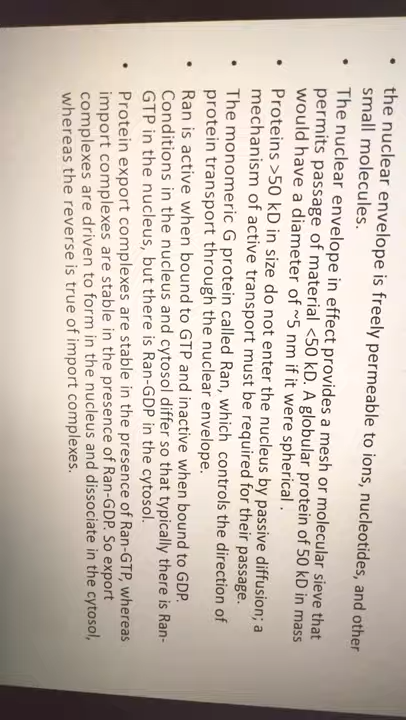 • the nuclear envelope is freely permeable to ions, nucleotides, and other
small molecules.
• The nuclear envelope in effect provides a mesh or molecular sieve that
permits passage of material <50 kD. A globular protein of 50 kD in mass
would have a diameter of ~5 nm if it were spherical .
• Proteins >50 kD in size do not enter the nucleus by passive diffusion; a
mechanism of active transport must be required for their passage.
• The monomeric G protein called Ran, which controls the direction of
protein transport through the nuclear envelope.
• Ran is active when bound to GTP and inactive when bound to GDP.
Conditions in the nucleus and cytosol differ so that typically there is Ran-
GTP in the nucleus, but there is Ran-GDP in the cytosol.
• Protein export complexes are stable in the presence of Ran-GTP, whereas
import complexes are stable in the presence of Ran-GDP. So export
complexes are driven to form in the nucleus and dissociate in the cytosol,
whereas the reverse is true of import complexes.